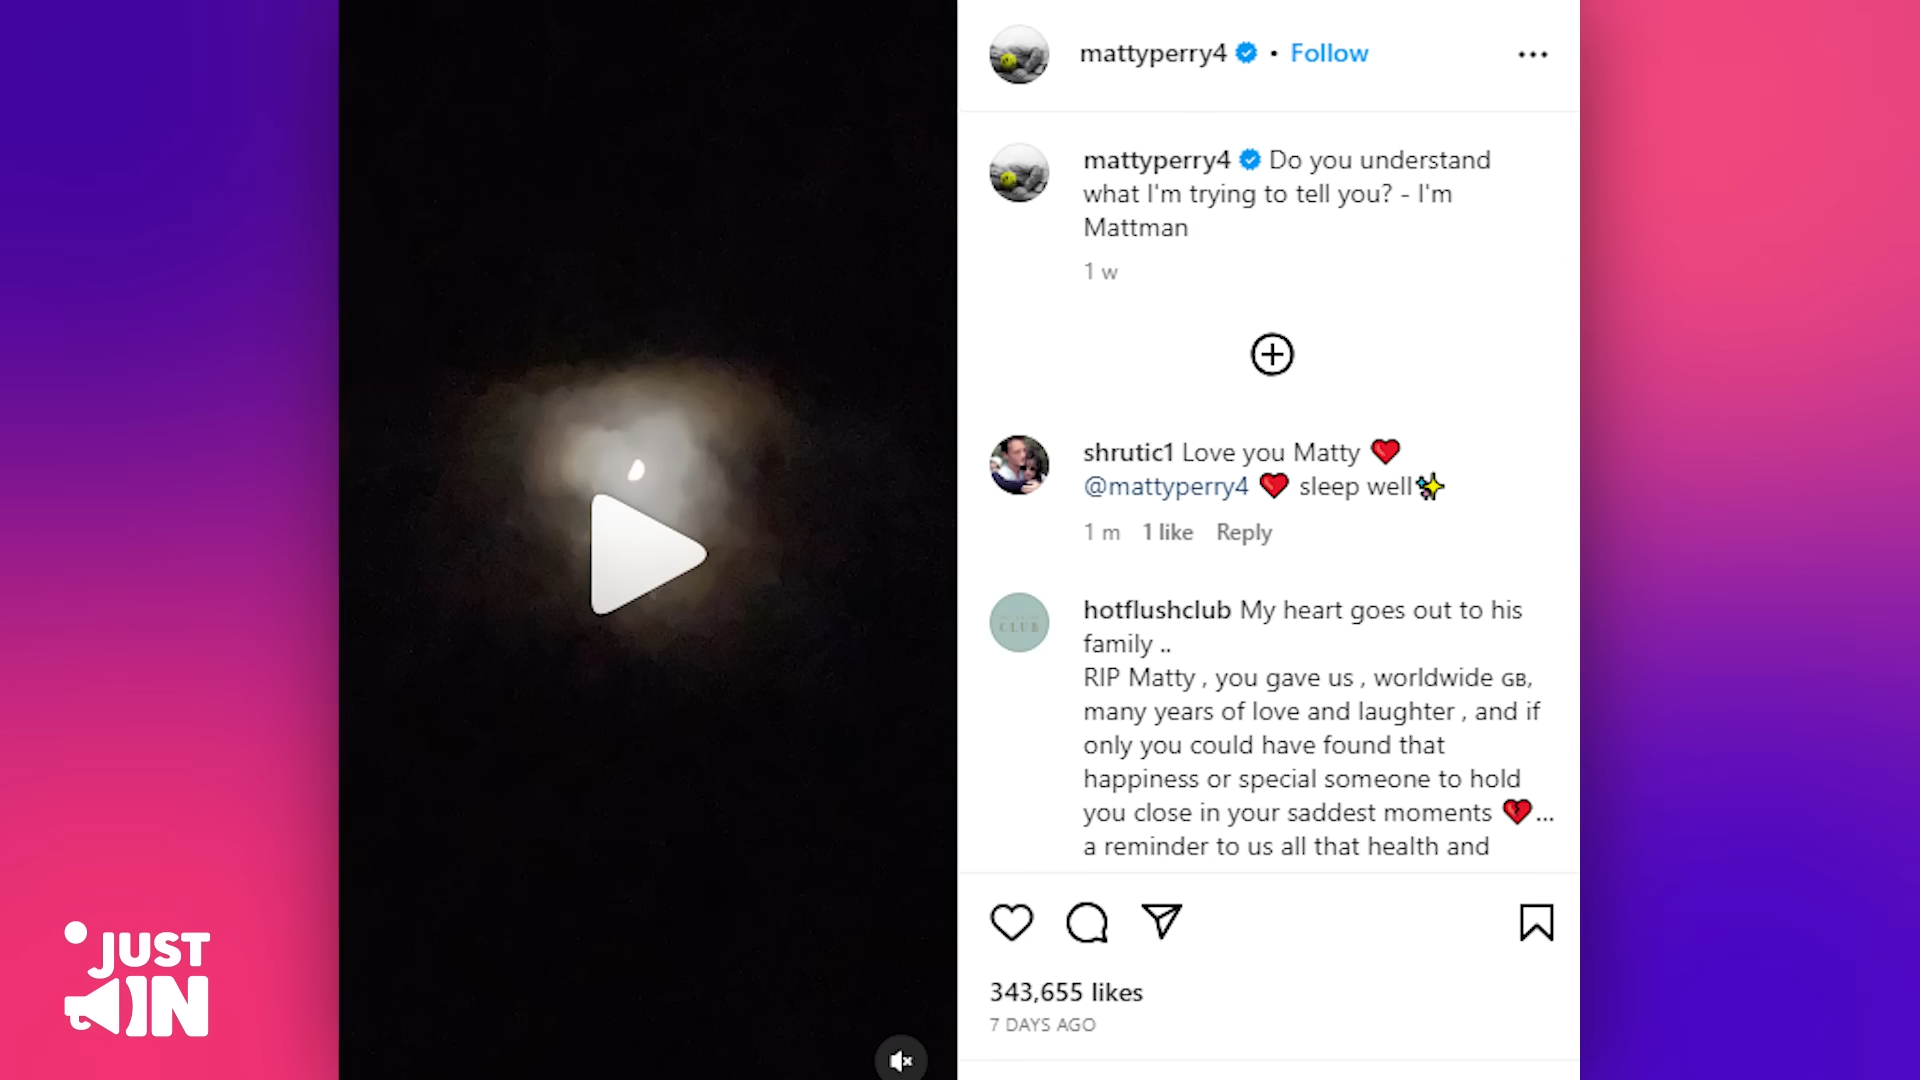 mattyperry4 • Follow
mattyperry4 Do you understand
what I'm trying to tell you? - I'm
Mattman
1 w
shrutic1 Love you Matty ❤️
@mattyperry4 ❤️ sleep well✨
1 m 1 like Reply
CLUB
hotflushclub My heart goes out to his
family ..
RIP Matty , you gave us , worldwide GB,
many years of love and laughter , and if
only you could have found that
happiness or special someone to hold
you close in your saddest moments 💔...
a reminder to us all that health and
343,655 likes
7 DAYS AGO
JUST
IN